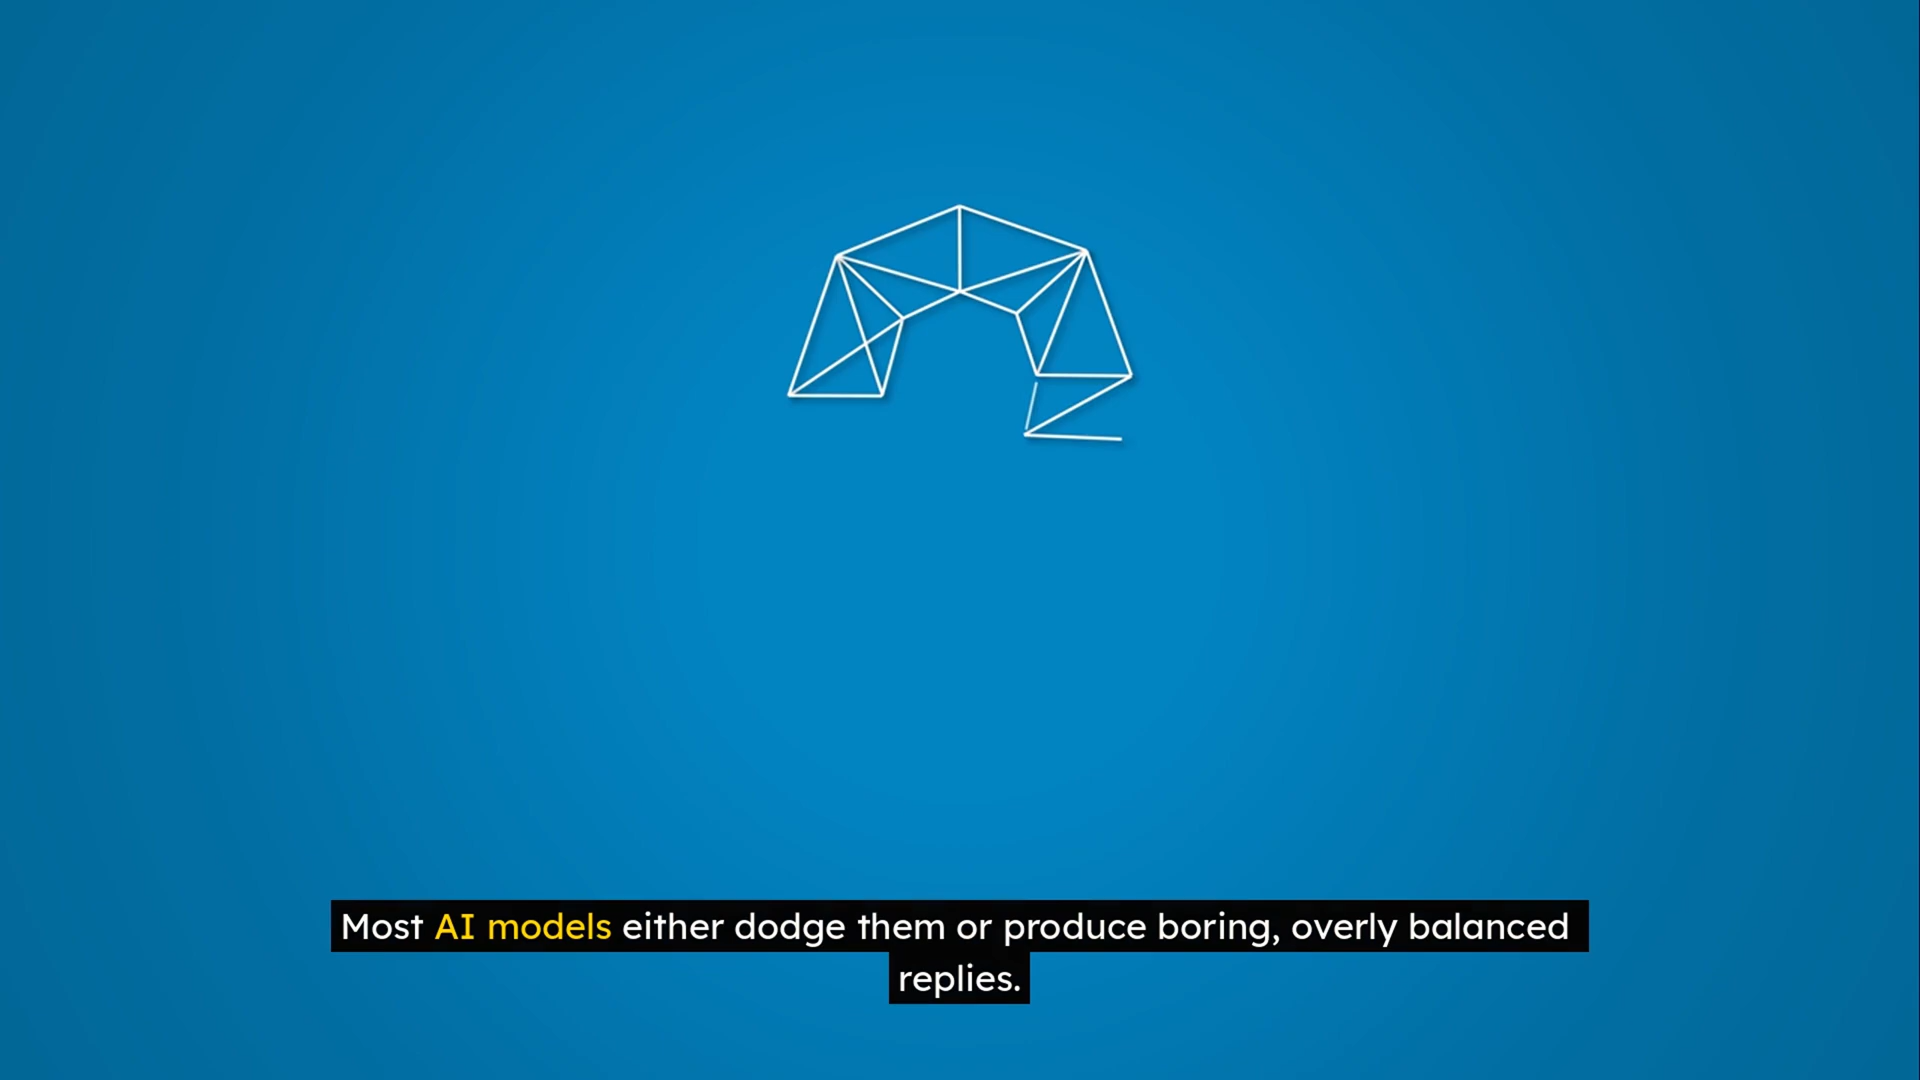 Most AI models either dodge them or produce boring, overly balanced
replies.